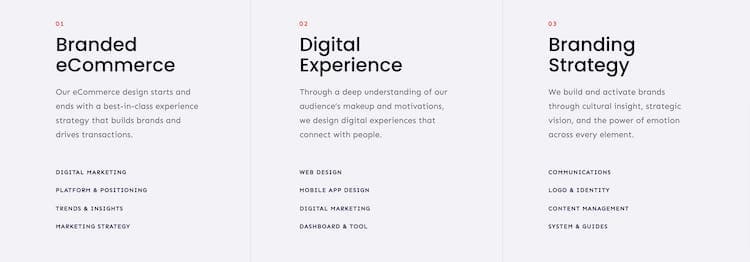 01
Branded
eCommerce
Our eCommerce design starts and
ends with a best-in-class experience
strategy that builds brands and
drives transactions.
DIGITAL MARKETING
PLATFORM & POSITIONING
TRENDS & INSIGHTS
MARKETING STRATEGY
02
Digital
Experience
Through a deep understanding of our
audience's makeup and motivations,
we design digital experiences that
connect with people.
WEB DESIGN
MOBILE APP DESIGN
DIGITAL MARKETING
DASHBOARD & TOOL
03
Branding
Strategy
We build and activate brands
through cultural insight, strategic
vision, and the power of emotion
across every element.
COMMUNICATIONS
LOGO & IDENTITY
CONTENT MANAGEMENT
SYSTEM & GUIDES